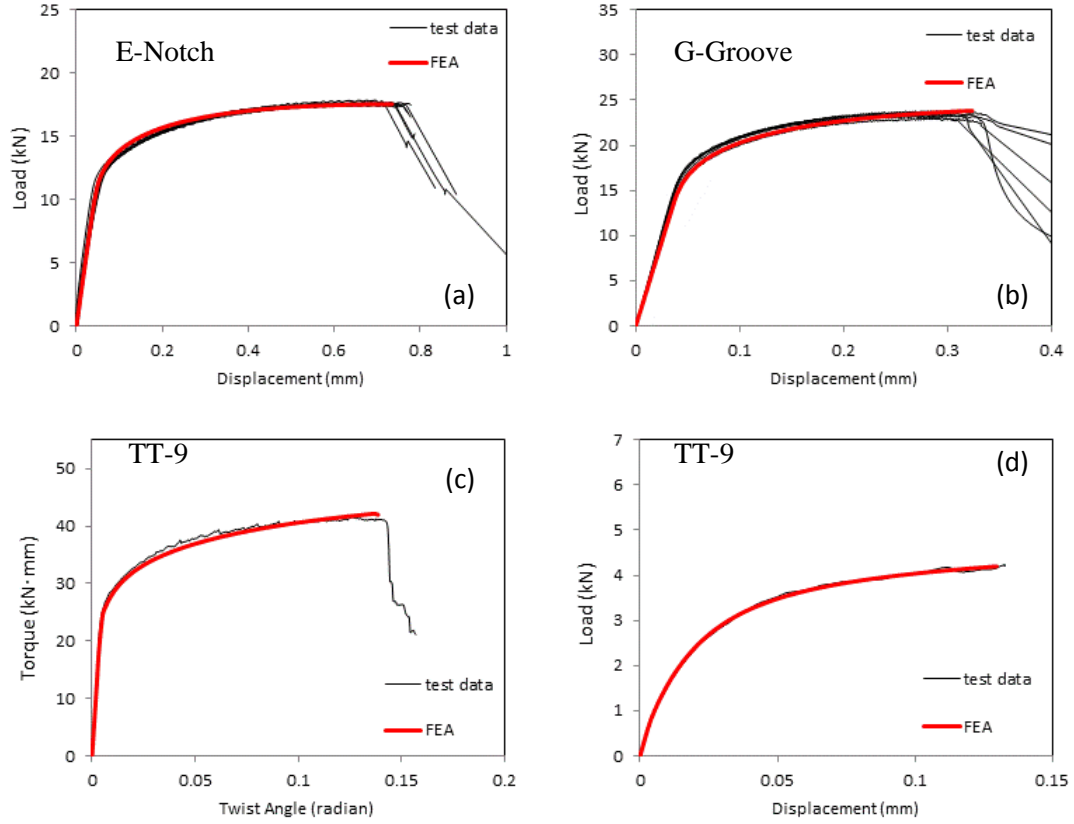 25
20
15
10
5
0
Load (kN)
E-Notch
test data
FEA
(a)
0
0.2
0.4
0.6
0.8
1
Displacement (mm)
35
30
25
20
15
10
5
0
Load (kN)
G-Groove
test data
FEA
(b)
0
0.1
0.2
0.3
0.4
Displacement (mm)
50
40
30
20
10
0
Torque (kN·mm)
TT-9
(c)
test data
FEA
0
0.05
0.1
0.15
0.2
Twist Angle (radian)
7
6
5
4
3
2
1
0
Load (kN)
TT-9
(d)
test data
FEA
0
0.05
0.1
0.15
Displacement (mm)